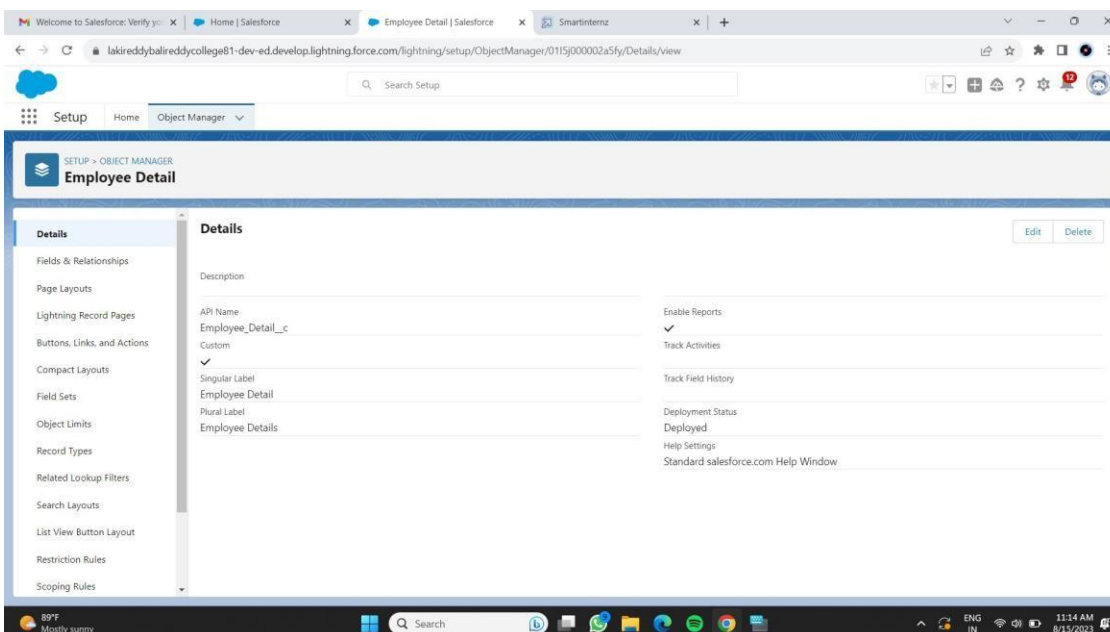 Welcome to Salesforce: Verify yo
Home | Salesforce
Employee Detail | Salesforce
Smartinternz
lakireddybalireddycollege81-dev-ed.develop.lightning.force.com/lightning/setup/ObjectManager/01I5j000002a5fy/Details/view
Search Setup
12
Setup
Home
Object Manager
SETUP > OBJECT MANAGER
Employee Detail
Details
Fields & Relationships
Page Layouts
Lightning Record Pages
Buttons, Links, and Actions
Compact Layouts
Field Sets
Object Limits
Record Types
Related Lookup Filters
Search Layouts
List View Button Layout
Restriction Rules
Scoping Rules
Details
Edit
Delete
Description
API Name
Employee_Detail__c
Custom
Singular Label
Employee Detail
Plural Label
Employee Details
Enable Reports
Track Activities
Track Field History
Deployment Status
Deployed
Help Settings
Standard salesforce.com Help Window
89°F
Mostly sunny
Search
ENG
IN
11:14 AM
8/15/2023